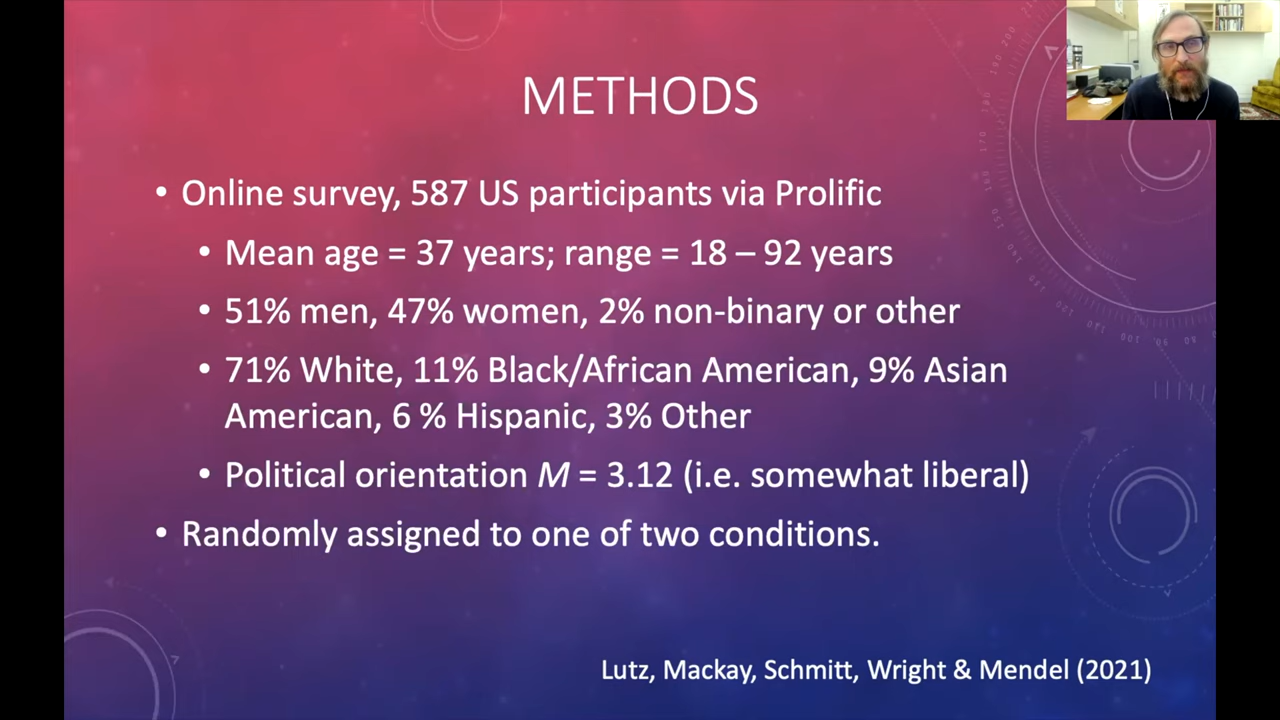 METHODS
• Online survey, 587 US participants via Prolific
• Mean age = 37 years; range = 18 – 92 years
• 51% men, 47% women, 2% non-binary or other
• 71% White, 11% Black/African American, 9% Asian
American, 6 % Hispanic, 3% Other
• Political orientation M = 3.12 (i.e. somewhat liberal)
• Randomly assigned to one of two conditions.
Lutz, Mackay, Schmitt, Wright & Mendel (2021)